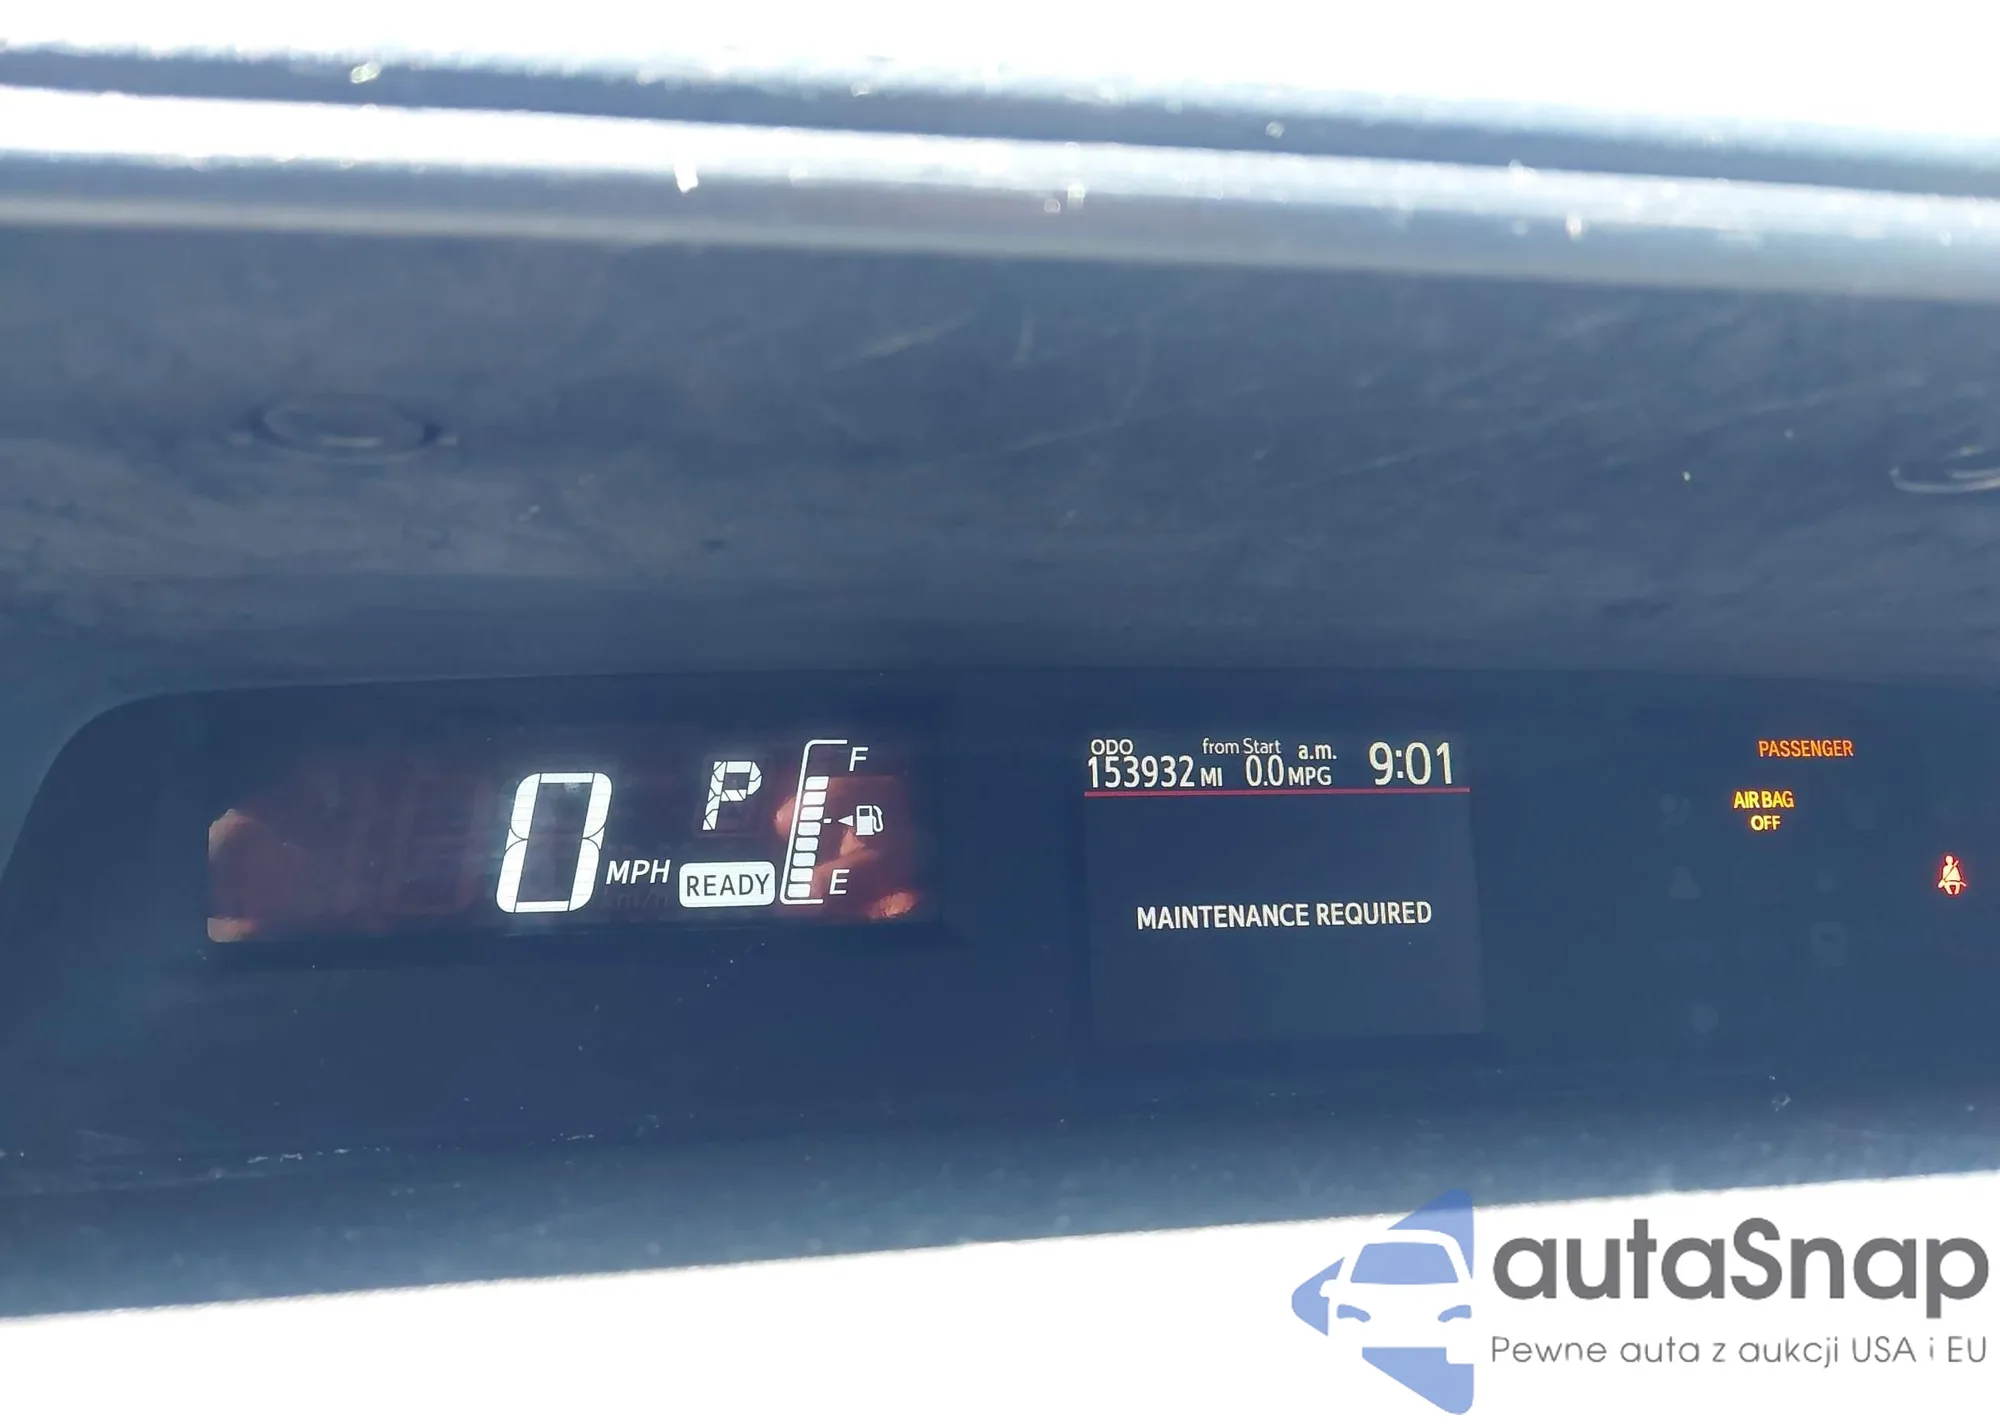 0 MPH
P
READY
F
E
ODO from Start a.m. 9:01
153932 MI 0.0 MPG
MAINTENANCE REQUIRED
PASSENGER
AIR BAG
OFF
autaSnap
Pewne auta z aukcji USA i EU